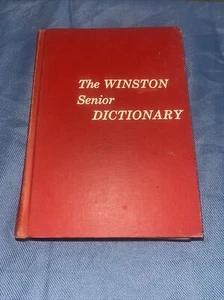 The WINSTON
Senior
DICTIONARY